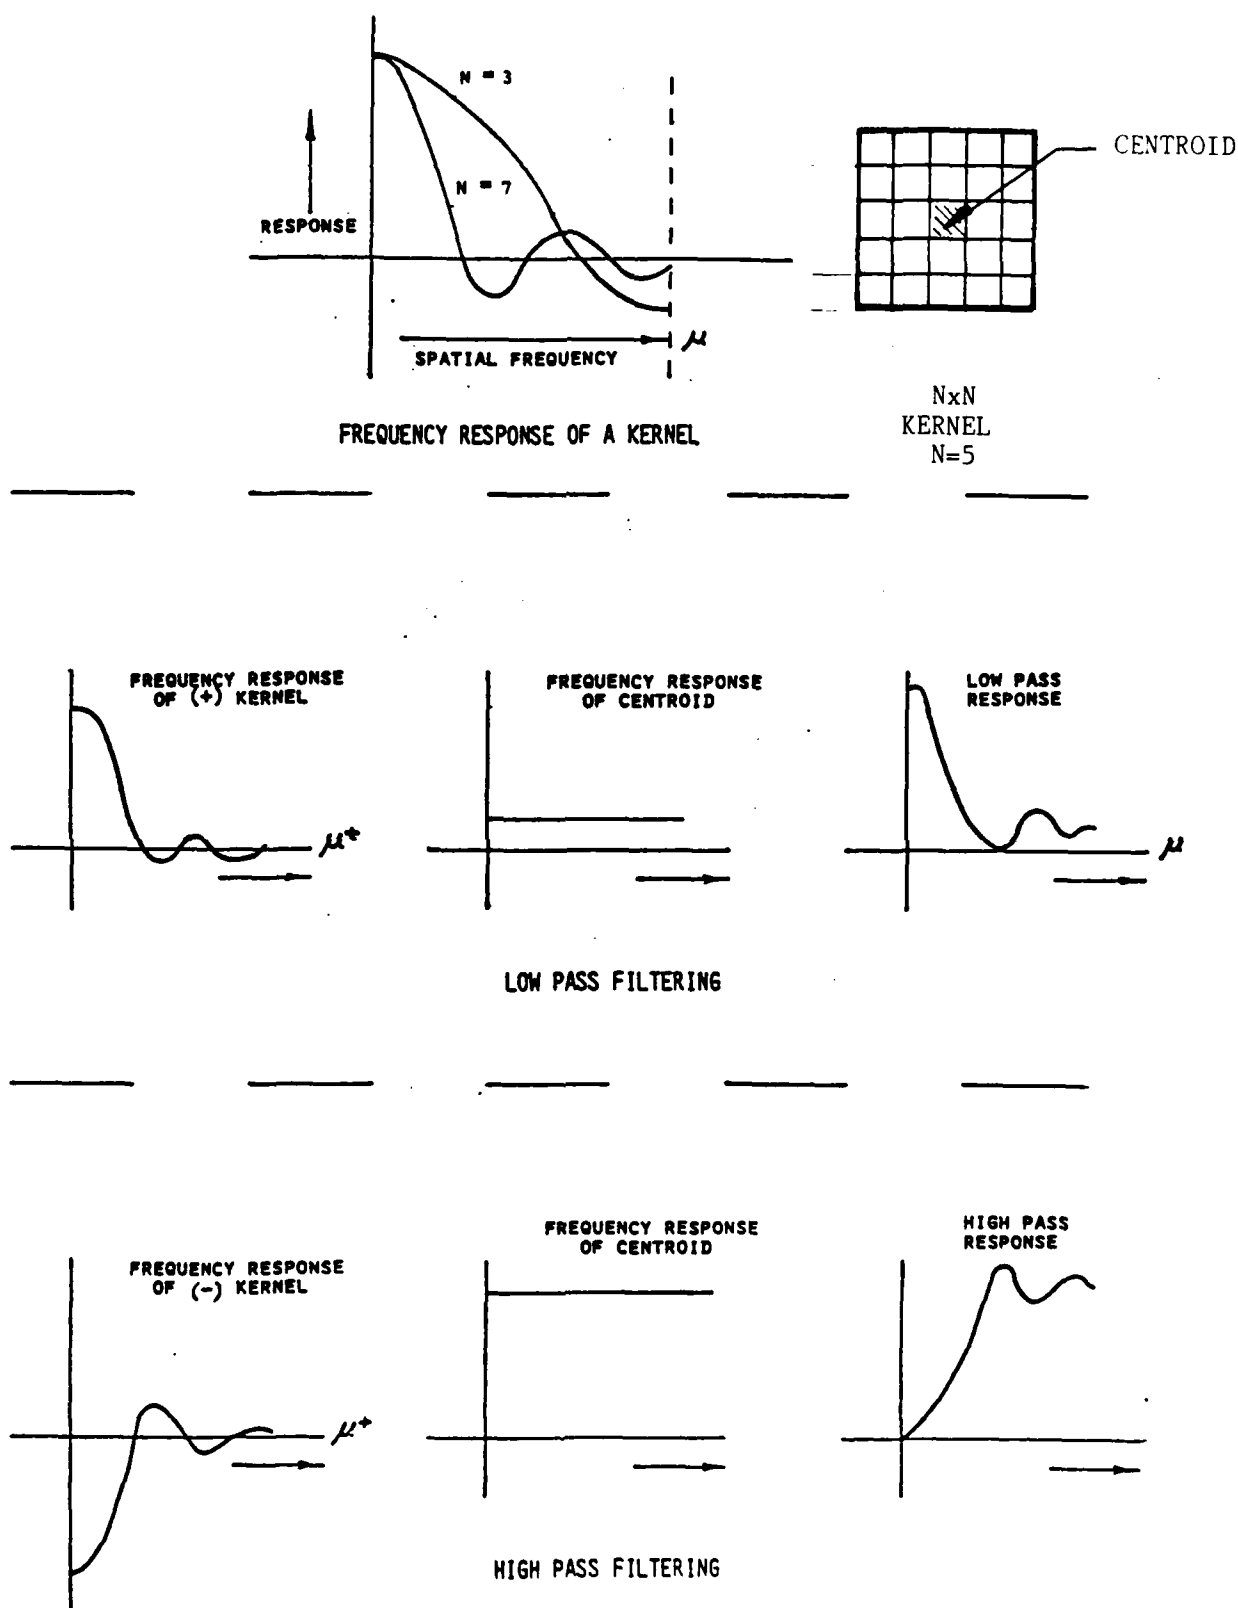 N = 3
N = 7
RESPONSE
μ
SPATIAL FREQUENCY
FREQUENCY RESPONSE OF A KERNEL
CENTROID
NxN
KERNEL
N=5
FREQUENCY RESPONSE
OF (+) KERNEL
μ+
FREQUENCY RESPONSE
OF CENTROID
LOW PASS
RESPONSE
μ
LOW PASS FILTERING
FREQUENCY RESPONSE
OF (-) KERNEL
μ+
FREQUENCY RESPONSE
OF CENTROID
HIGH PASS
RESPONSE
HIGH PASS FILTERING